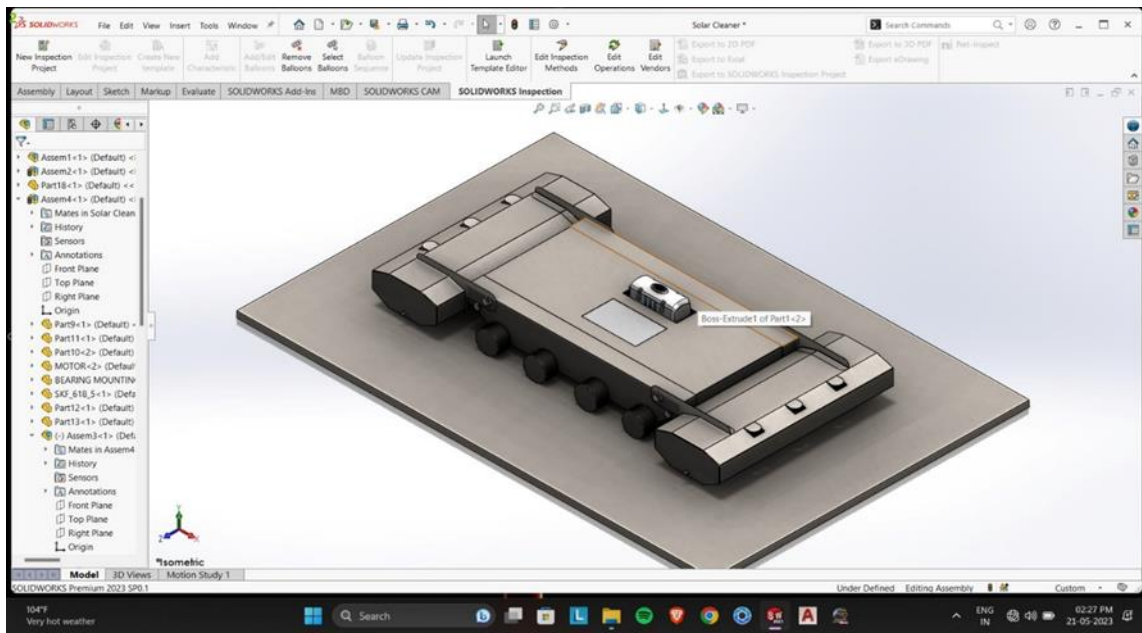 SOLIDWORKS File Edit View Insert Tools Window Solar Cleaner * Search Commands
New Inspection Project
Edit Inspection Project
Create New template
Add Characteristic
Add/Edit Balloons
Remove Balloons
Select Balloons
Balloon Sequence
Update Inspection Project
Launch Template Editor
Edit Inspection Methods
Edit Operations
Edit Vendors
Export to 2D PDF
Export to Excel
Export to SOLIDWORKS Inspection Project
Export to 3D PDF
Export eDrawing
Net-Inspect
Assembly Layout Sketch Markup Evaluate SOLIDWORKS Add-Ins MBD SOLIDWORKS CAM SOLIDWORKS Inspection
Assem1<1> (Default) <
Assem2<1> (Default) <
Part18<1> (Default) <<
Assem4<1> (Default) <
Mates in Solar Clean
History
Sensors
Annotations
Front Plane
Top Plane
Right Plane
Origin
Part9<1> (Default)
Part11<1> (Default)
Part10<2> (Default)
MOTOR<2> (Default
BEARING MOUNTIN
SKF_618_5<1> (Defa
Part12<1> (Default)
Part13<1> (Default)
(-) Assem3<1> (Defa
Mates in Assem4
History
Sensors
Annotations
Front Plane
Top Plane
Right Plane
Origin
Boss-Extrude1 of Part1<2>
*Isometric
Model 3D Views Motion Study 1
SOLIDWORKS Premium 2023 SP0.1 Under Defined Editing Assembly Custom
104°F
Very hot weather
Search
ENG
IN
02:27 PM
21-05-2023